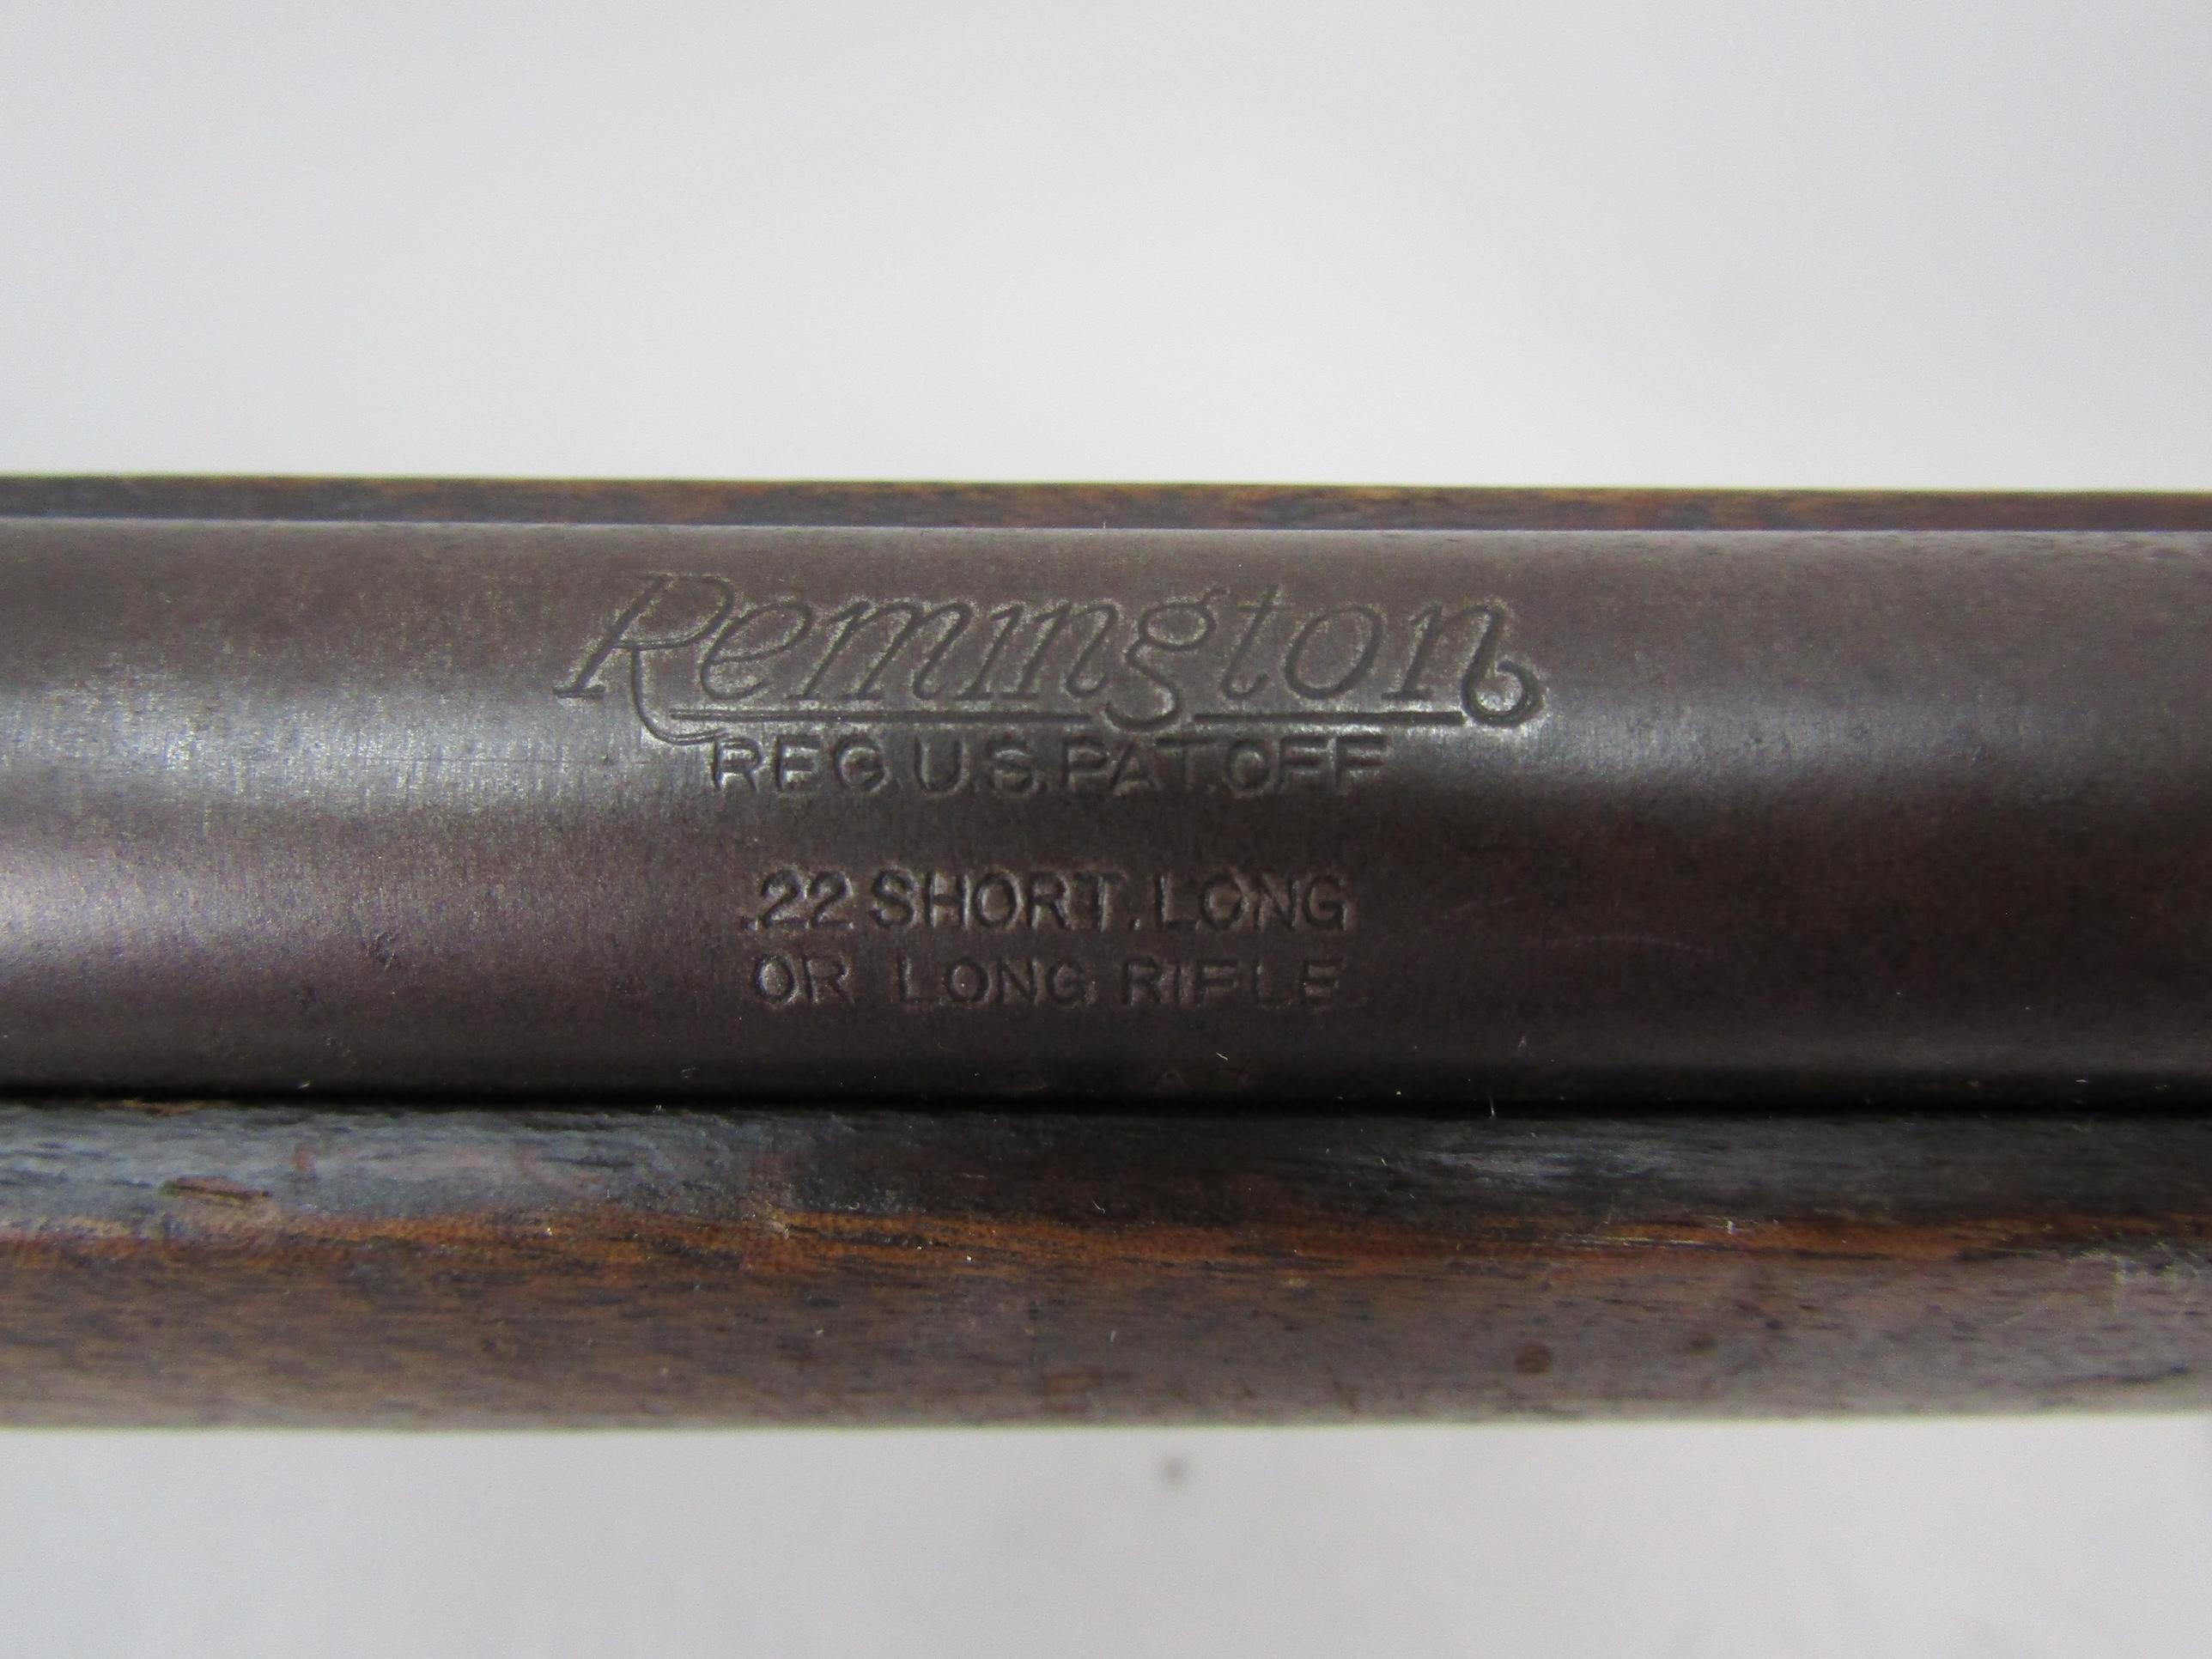 Remington
REG.U.S.PAT.OFF
.22 SHORT. LONG
OR LONG RIFLE